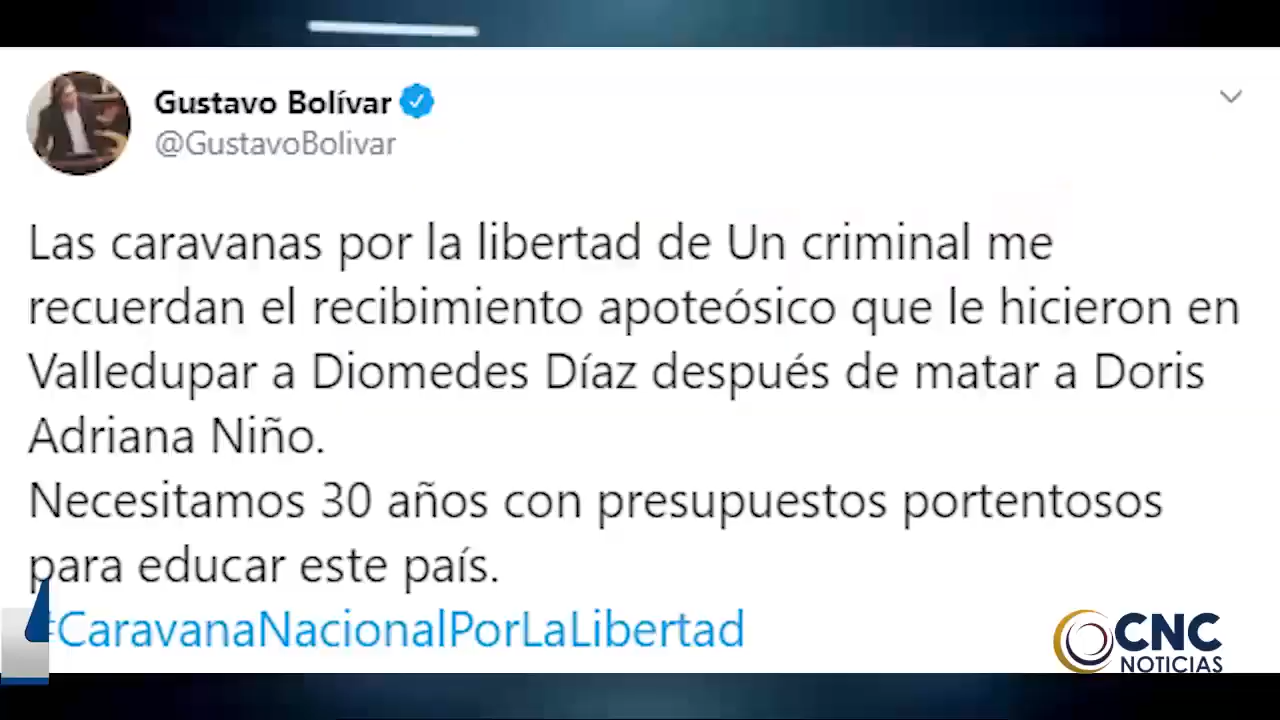 Gustavo Bolívar
@GustavoBolivar
Las caravanas por la libertad de Un criminal me
recuerdan el recibimiento apoteósico que le hicieron en
Valledupar a Diomedes Díaz después de matar a Doris
Adriana Niño.
Necesitamos 30 años con presupuestos portentosos
para educar este país.
#CaravanaNacionalPorLaLibertad
CNC
NOTICIAS